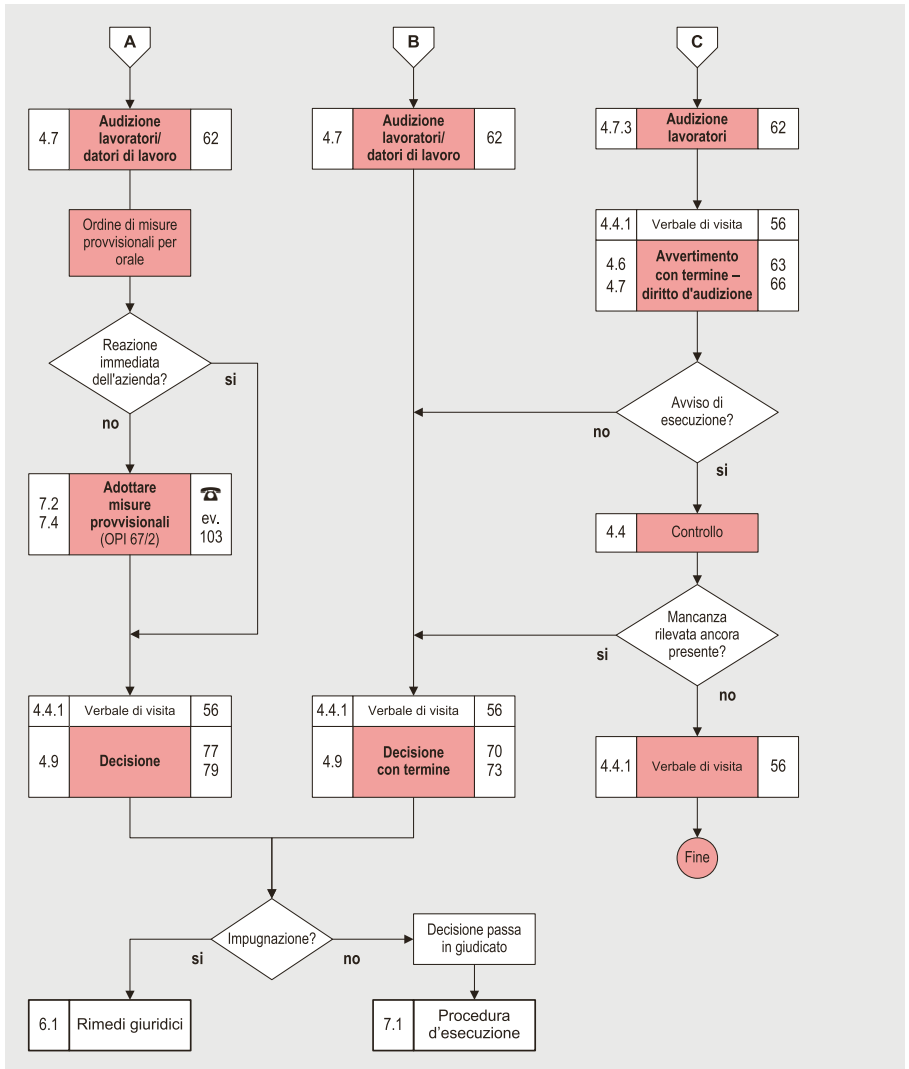 A
4.7
Audizione
lavoratori/
datori di lavoro
62
Ordine di misure
provvisionali per
orale
Reazione
immediata
dell'azienda?
si
no
7.2
7.4
Adottare
misure
provvisionali
(OPI 67/2)
☎
ev.
103
4.4.1
Verbale di visita
56
4.9
Decisione
77
79
B
4.7
Audizione
lavoratori/
datori di lavoro
62
4.4.1
Verbale di visita
56
4.9
Decisione
con termine
70
73
C
4.7.3
Audizione
lavoratori
62
4.4.1
Verbale di visita
56
4.6
4.7
Avvertimento
con termine –
diritto d'audizione
63
66
Avviso di
esecuzione?
no
si
4.4
Controllo
Mancanza
rilevata ancora
presente?
si
no
4.4.1
Verbale di visita
56
Fine
Impugnazione?
si
no
Decisione passa
in giudicato
6.1
Rimedi giuridici
7.1
Procedura
d’esecuzione